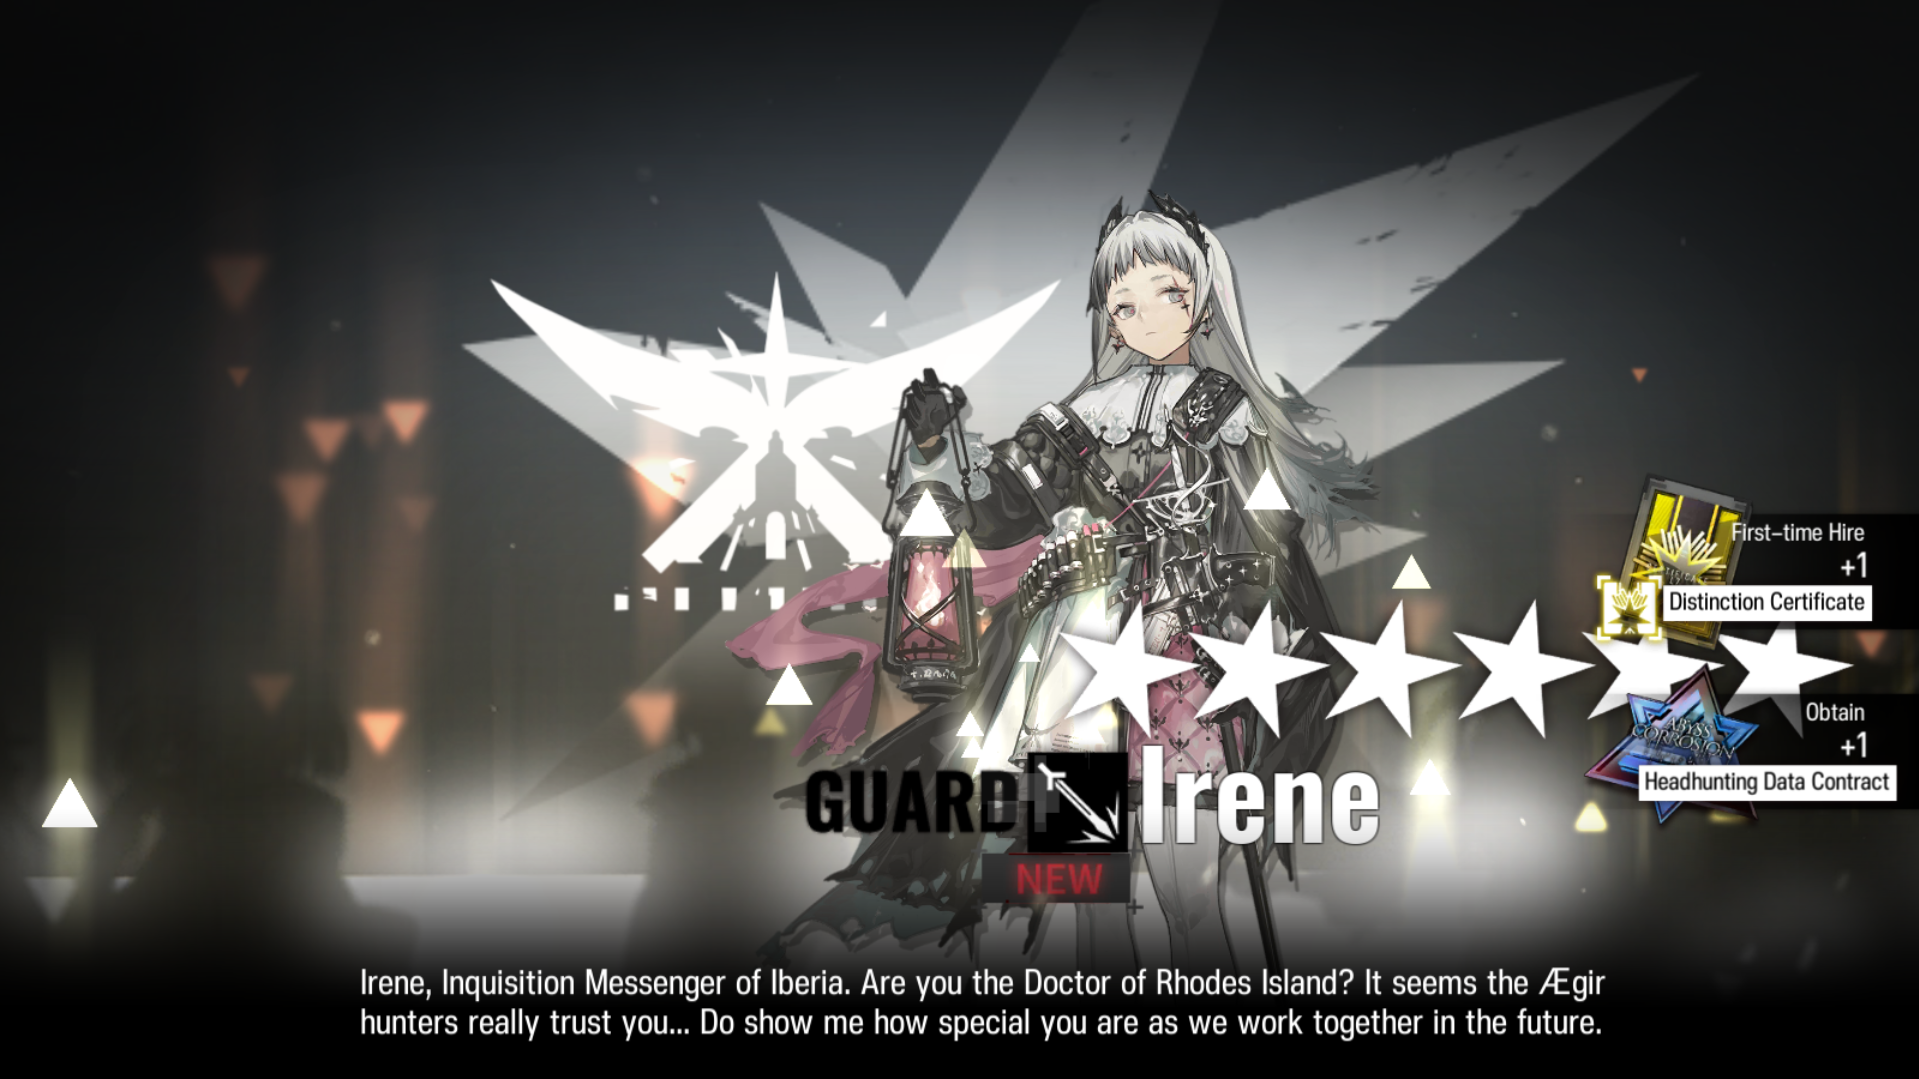 First-time Hire
+1
Distinction Certificate
ABYSS
CORROSION
Obtain
+1
Headhunting Data Contract
GUARD
Irene
NEW
Irene, Inquisition Messenger of Iberia. Are you the Doctor of Rhodes Island? It seems the Ægir
hunters really trust you... Do show me how special you are as we work together in the future.